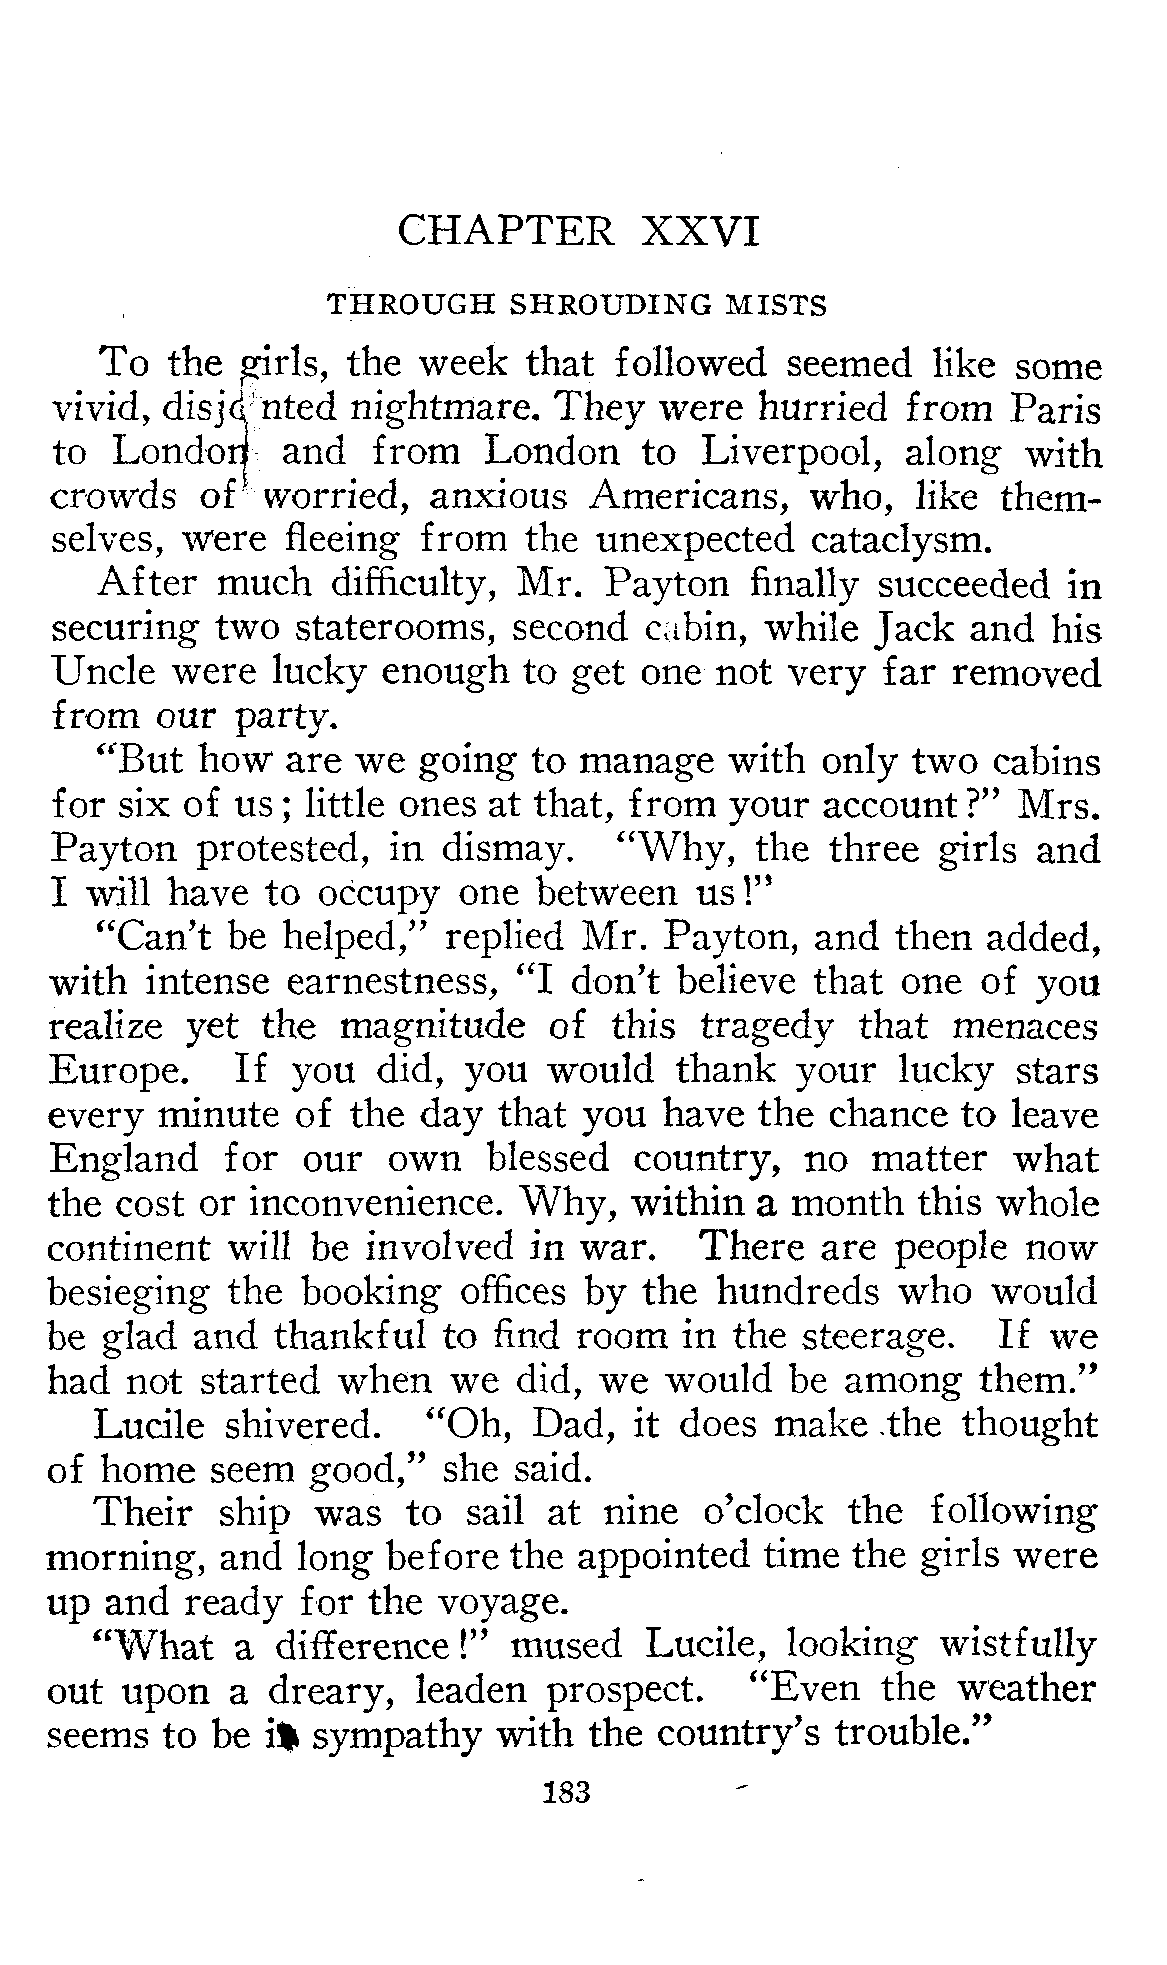 CHAPTER XXVI
THROUGH SHROUDING MISTS
To the girls, the week that followed seemed like some
vivid, disjointed nightmare. They were hurried from Paris
to London and from London to Liverpool, along with
crowds of worried, anxious Americans, who, like them-
selves, were fleeing from the unexpected cataclysm.
After much difficulty, Mr. Payton finally succeeded in
securing two staterooms, second cabin, while Jack and his
Uncle were lucky enough to get one not very far removed
from our party.
"But how are we going to manage with only two cabins
for six of us; little ones at that, from your account?" Mrs.
Payton protested, in dismay. "Why, the three girls and
I will have to occupy one between us!"
"Can't be helped," replied Mr. Payton, and then added,
with intense earnestness, "I don't believe that one of you
realize yet the magnitude of this tragedy that menaces
Europe. If you did, you would thank your lucky stars
every minute of the day that you have the chance to leave
England for our own blessed country, no matter what
the cost or inconvenience. Why, within a month this whole
continent will be involved in war. There are people now
besieging the booking offices by the hundreds who would
be glad and thankful to find room in the steerage. If we
had not started when we did, we would be among them."
Lucile shivered. "Oh, Dad, it does make the thought
of home seem good," she said.
Their ship was to sail at nine o'clock the following
morning, and long before the appointed time the girls were
up and ready for the voyage.
"What a difference!" mused Lucile, looking wistfully
out upon a dreary, leaden prospect. "Even the weather
seems to be in sympathy with the country's trouble."
183